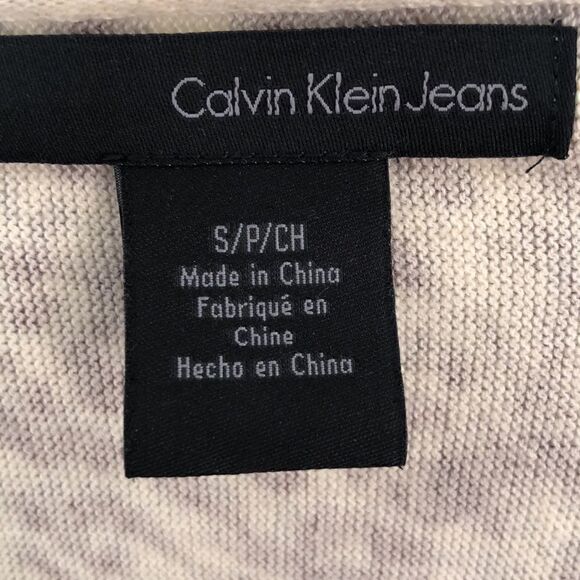 Calvin Klein Jeans
S/P/CH
Made in China
Fabriqué en
Chine
Hecho en China